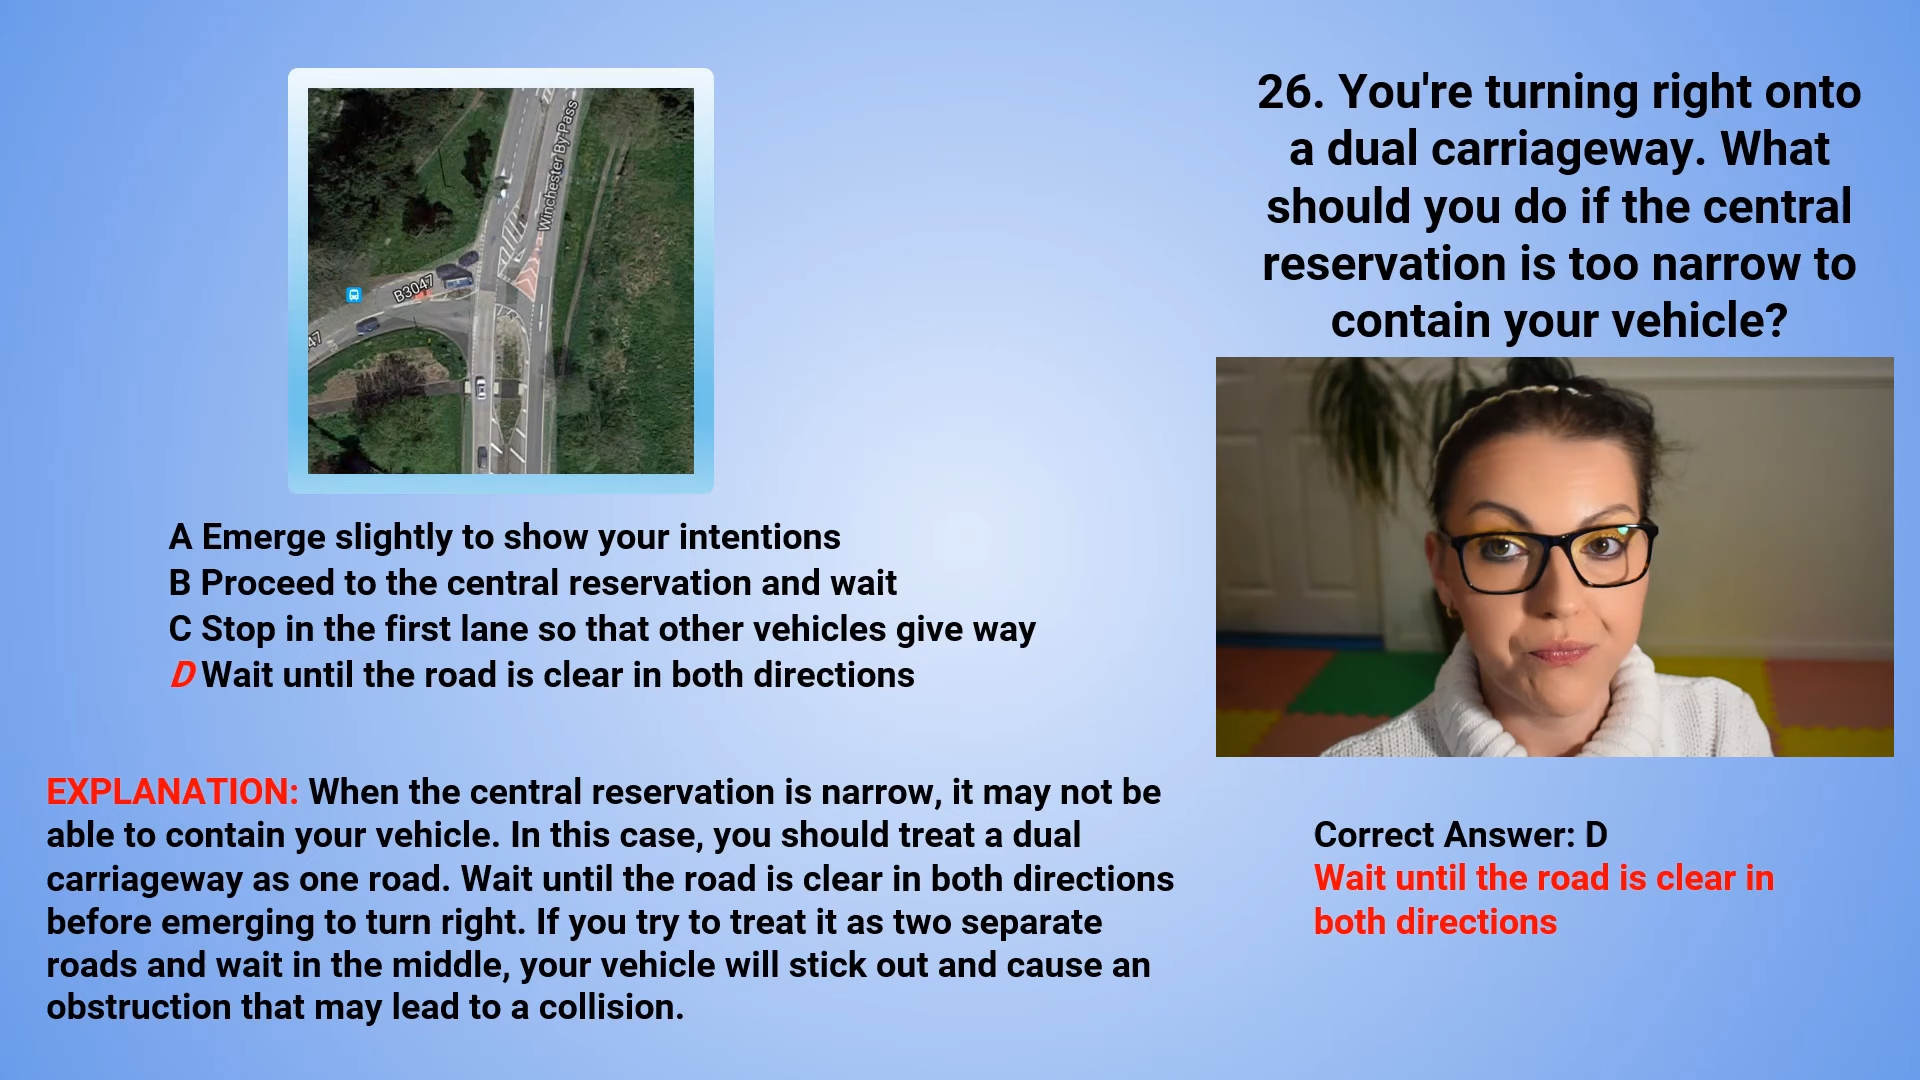 26. You're turning right onto
a dual carriageway. What
should you do if the central
reservation is too narrow to
contain your vehicle?
Winchester By-Pass
B3047
47
A Emerge slightly to show your intentions
B Proceed to the central reservation and wait
C Stop in the first lane so that other vehicles give way
D Wait until the road is clear in both directions
EXPLANATION: When the central reservation is narrow, it may not be
able to contain your vehicle. In this case, you should treat a dual
carriageway as one road. Wait until the road is clear in both directions
before emerging to turn right. If you try to treat it as two separate
roads and wait in the middle, your vehicle will stick out and cause an
obstruction that may lead to a collision.
Correct Answer: D
Wait until the road is clear in
both directions